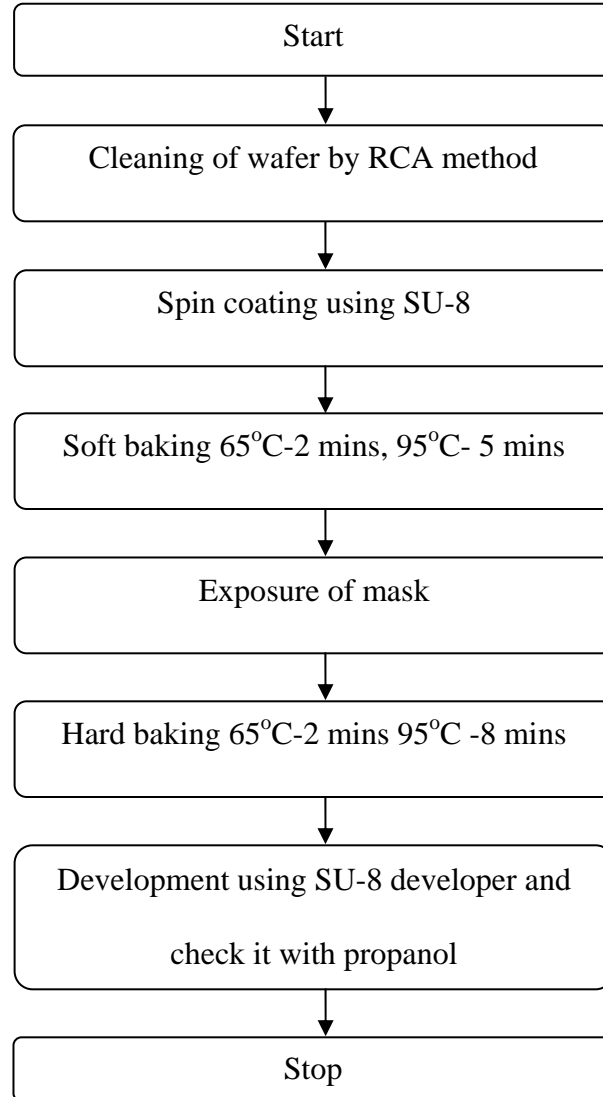 Start
Cleaning of wafer by RCA method
Spin coating using SU-8
Soft baking 65°C-2 mins, 95°C- 5 mins
Exposure of mask
Hard baking 65°C-2 mins 95°C -8 mins
Development using SU-8 developer and
check it with propanol
Stop